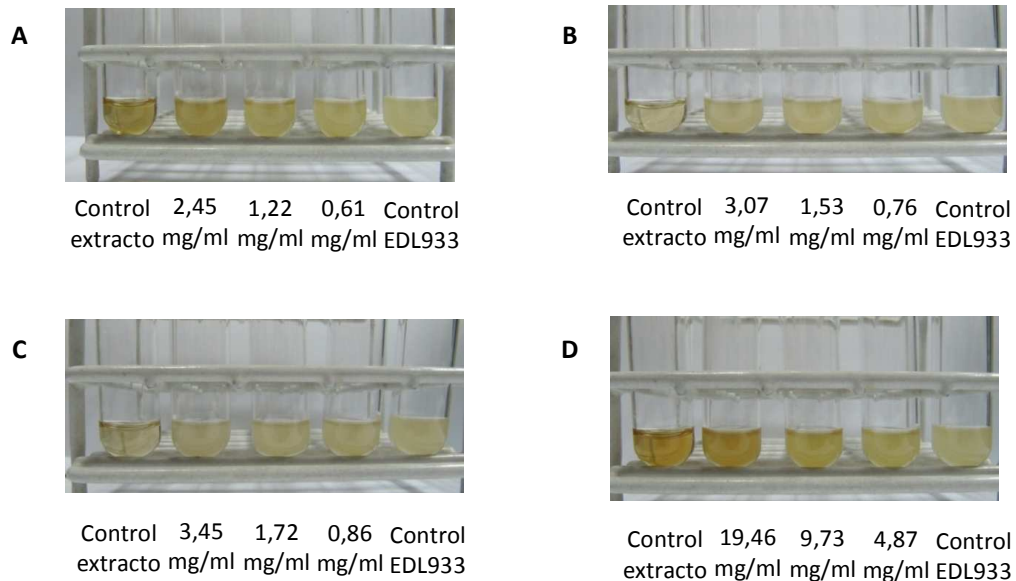 A
Control 2,45 1,22 0,61 Control
extracto mg/ml mg/ml mg/ml EDL933
B
Control 3,07 1,53 0,76 Control
extracto mg/ml mg/ml mg/ml EDL933
C
Control 3,45 1,72 0,86 Control
extracto mg/ml mg/ml mg/ml EDL933
D
Control 19,46 9,73 4,87 Control
extracto mg/ml mg/ml mg/ml EDL933